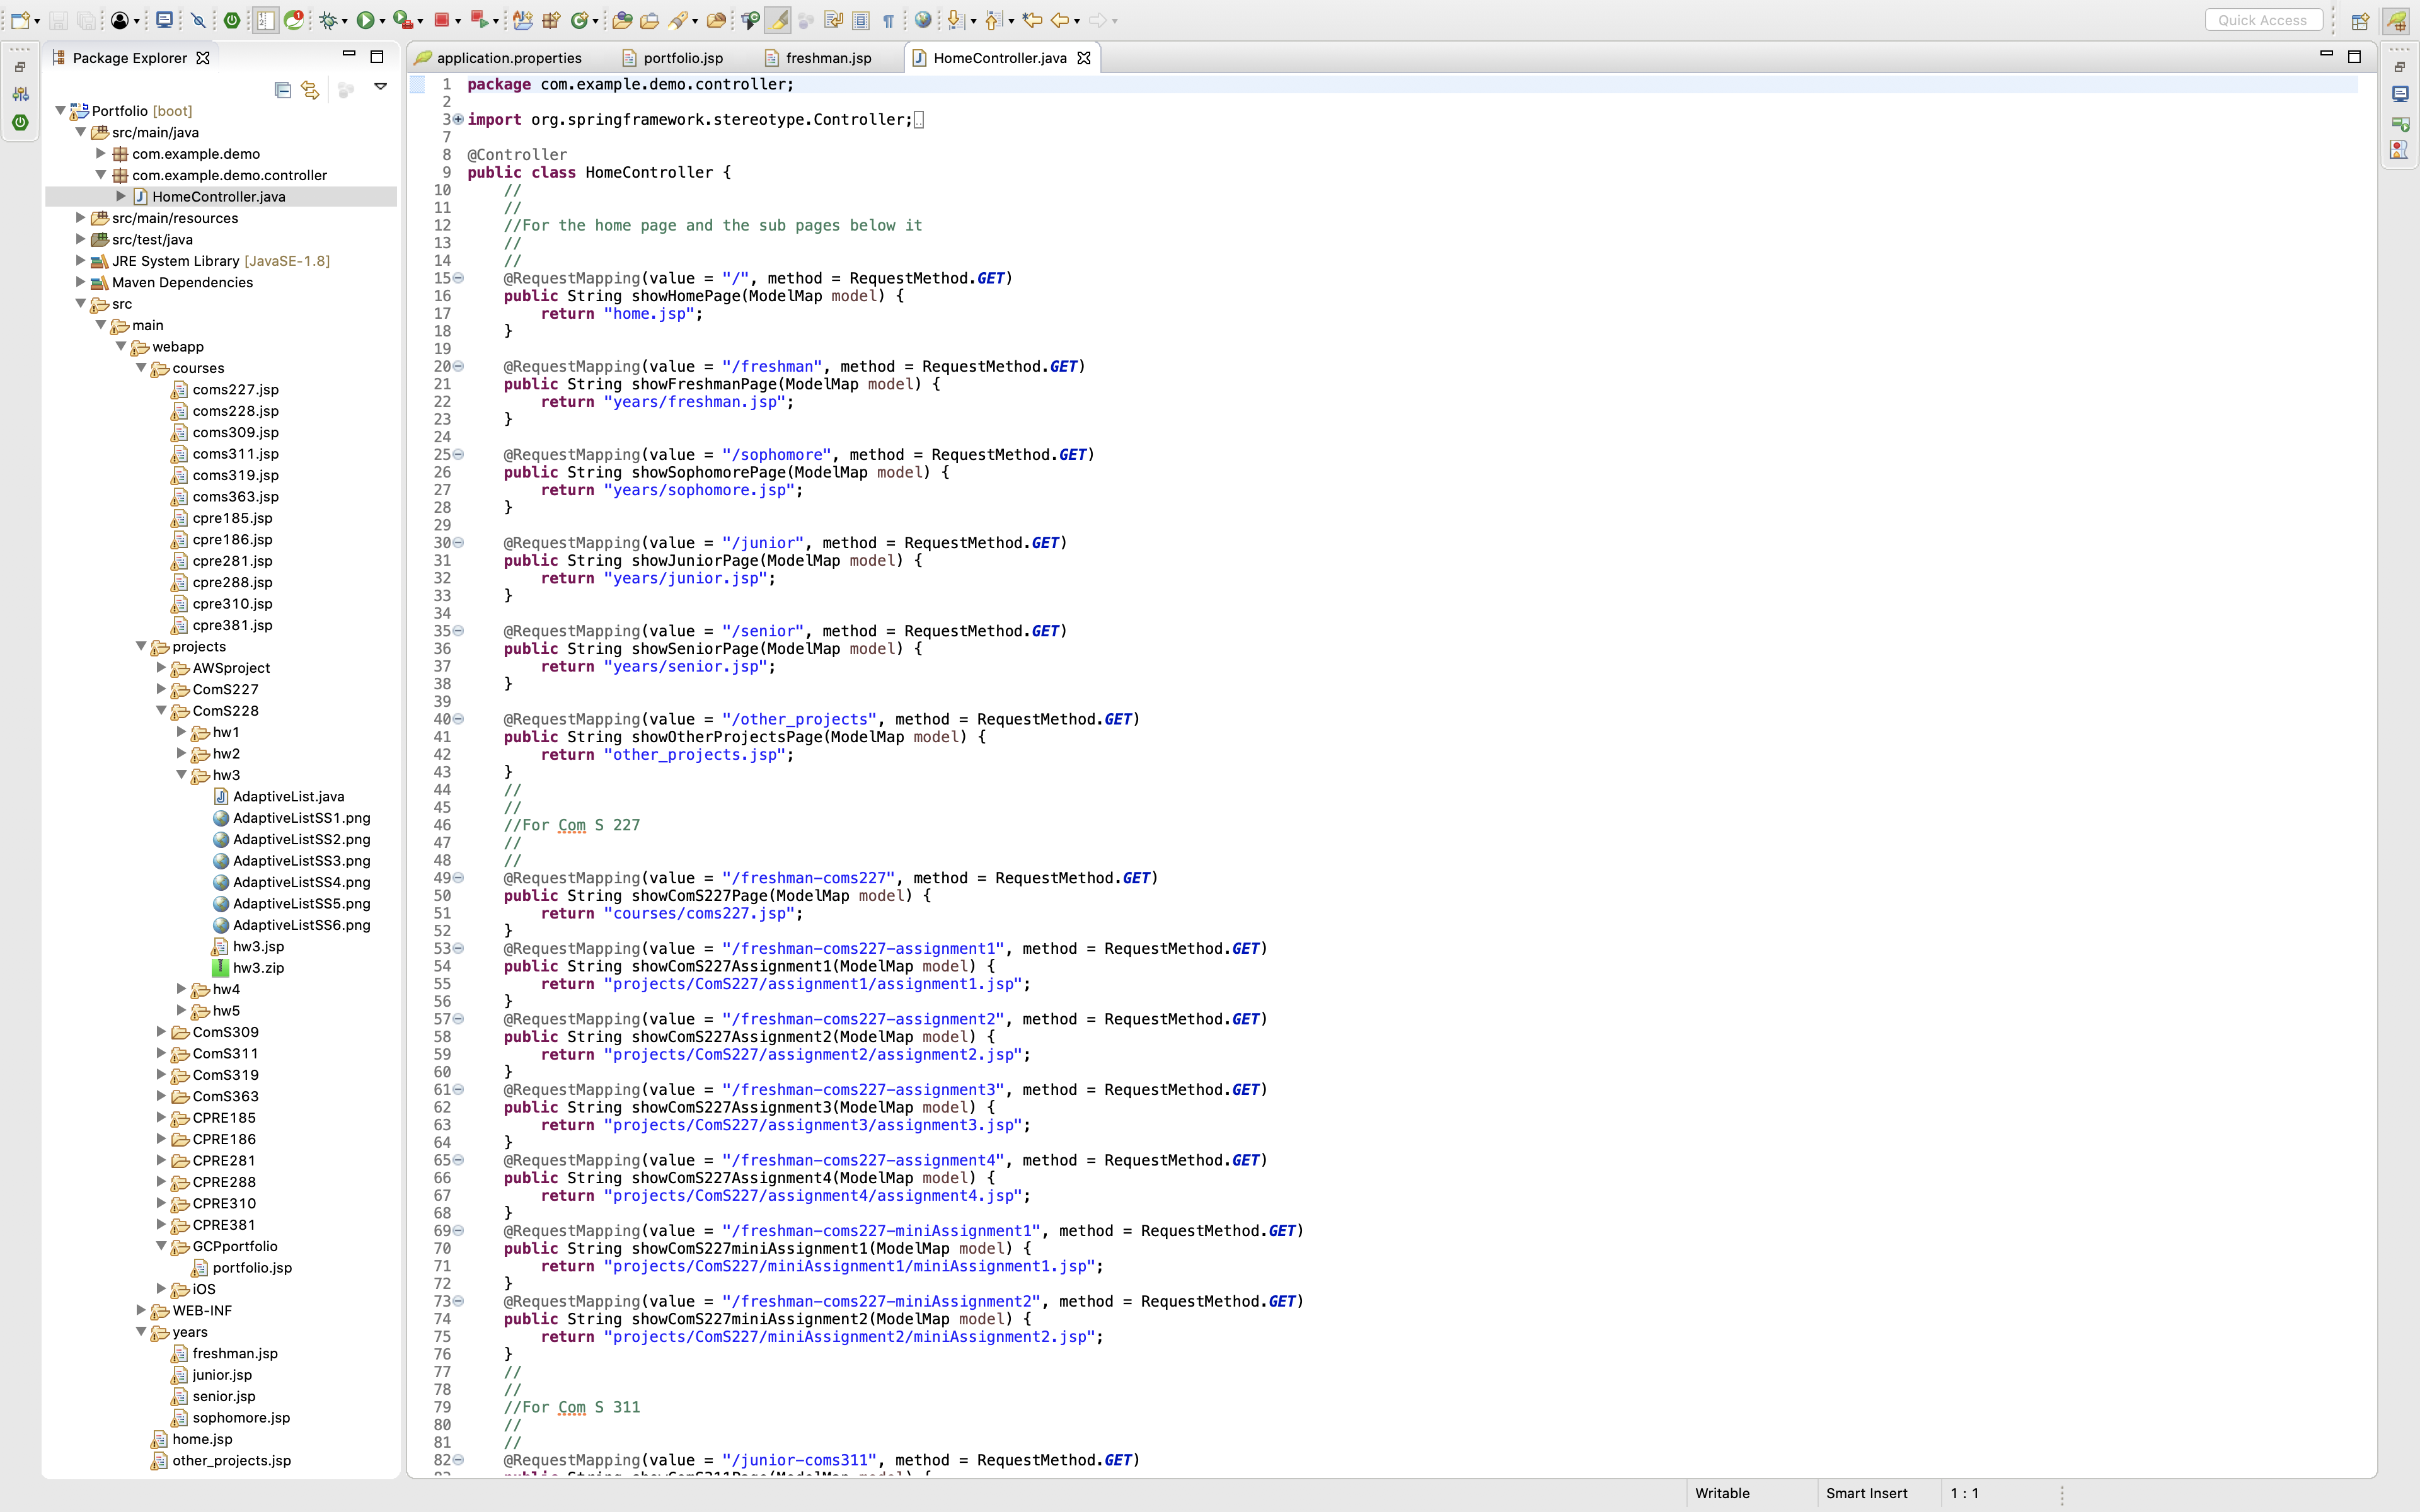 Quick Access
Package Explorer
application.properties
portfolio.jsp
freshman.jsp
HomeController.java
Portfolio [boot]
src/main/java
com.example.demo
com.example.demo.controller
HomeController.java
src/main/resources
src/test/java
JRE System Library [JavaSE-1.8]
Maven Dependencies
src
main
webapp
courses
coms227.jsp
coms228.jsp
coms309.jsp
coms311.jsp
coms319.jsp
coms363.jsp
cpre185.jsp
cpre186.jsp
cpre281.jsp
cpre288.jsp
cpre310.jsp
cpre381.jsp
projects
AWSproject
ComS227
ComS228
hw1
hw2
hw3
AdaptiveList.java
AdaptiveListSS1.png
AdaptiveListSS2.png
AdaptiveListSS3.png
AdaptiveListSS4.png
AdaptiveListSS5.png
AdaptiveListSS6.png
hw3.jsp
hw3.zip
hw4
hw5
ComS309
ComS311
ComS319
ComS363
CPRE185
CPRE186
CPRE281
CPRE288
CPRE310
CPRE381
GCPportfolio
portfolio.jsp
iOS
WEB-INF
years
freshman.jsp
junior.jsp
senior.jsp
sophomore.jsp
home.jsp
other_projects.jsp
1 package com.example.demo.controller;
2
3 import org.springframework.stereotype.Controller;
7
8 @Controller
9 public class HomeController {
10 //
11 //
12 //For the home page and the sub pages below it
13 //
14 //
15 @RequestMapping(value = "/", method = RequestMethod.GET)
16 public String showHomePage(ModelMap model) {
17 return "home.jsp";
18 }
19
20 @RequestMapping(value = "/freshman", method = RequestMethod.GET)
21 public String showFreshmanPage(ModelMap model) {
22 return "years/freshman.jsp";
23 }
24
25 @RequestMapping(value = "/sophomore", method = RequestMethod.GET)
26 public String showSophomorePage(ModelMap model) {
27 return "years/sophomore.jsp";
28 }
29
30 @RequestMapping(value = "/junior", method = RequestMethod.GET)
31 public String showJuniorPage(ModelMap model) {
32 return "years/junior.jsp";
33 }
34
35 @RequestMapping(value = "/senior", method = RequestMethod.GET)
36 public String showSeniorPage(ModelMap model) {
37 return "years/senior.jsp";
38 }
39
40 @RequestMapping(value = "/other_projects", method = RequestMethod.GET)
41 public String showOtherProjectsPage(ModelMap model) {
42 return "other_projects.jsp";
43 }
44 //
45 //
46 //For Com S 227
47 //
48 //
49 @RequestMapping(value = "/freshman-coms227", method = RequestMethod.GET)
50 public String showComS227Page(ModelMap model) {
51 return "courses/coms227.jsp";
52 }
53 @RequestMapping(value = "/freshman-coms227-assignment1", method = RequestMethod.GET)
54 public String showComS227Assignment1(ModelMap model) {
55 return "projects/ComS227/assignment1/assignment1.jsp";
56 }
57 @RequestMapping(value = "/freshman-coms227-assignment2", method = RequestMethod.GET)
58 public String showComS227Assignment2(ModelMap model) {
59 return "projects/ComS227/assignment2/assignment2.jsp";
60 }
61 @RequestMapping(value = "/freshman-coms227-assignment3", method = RequestMethod.GET)
62 public String showComS227Assignment3(ModelMap model) {
63 return "projects/ComS227/assignment3/assignment3.jsp";
64 }
65 @RequestMapping(value = "/freshman-coms227-assignment4", method = RequestMethod.GET)
66 public String showComS227Assignment4(ModelMap model) {
67 return "projects/ComS227/assignment4/assignment4.jsp";
68 }
69 @RequestMapping(value = "/freshman-coms227-miniAssignment1", method = RequestMethod.GET)
70 public String showComS227miniAssignment1(ModelMap model) {
71 return "projects/ComS227/miniAssignment1/miniAssignment1.jsp";
72 }
73 @RequestMapping(value = "/freshman-coms227-miniAssignment2", method = RequestMethod.GET)
74 public String showComS227miniAssignment2(ModelMap model) {
75 return "projects/ComS227/miniAssignment2/miniAssignment2.jsp";
76 }
77 //
78 //
79 //For Com S 311
80 //
81 //
82 @RequestMapping(value = "/junior-coms311", method = RequestMethod.GET)
Writable
Smart Insert
1 : 1